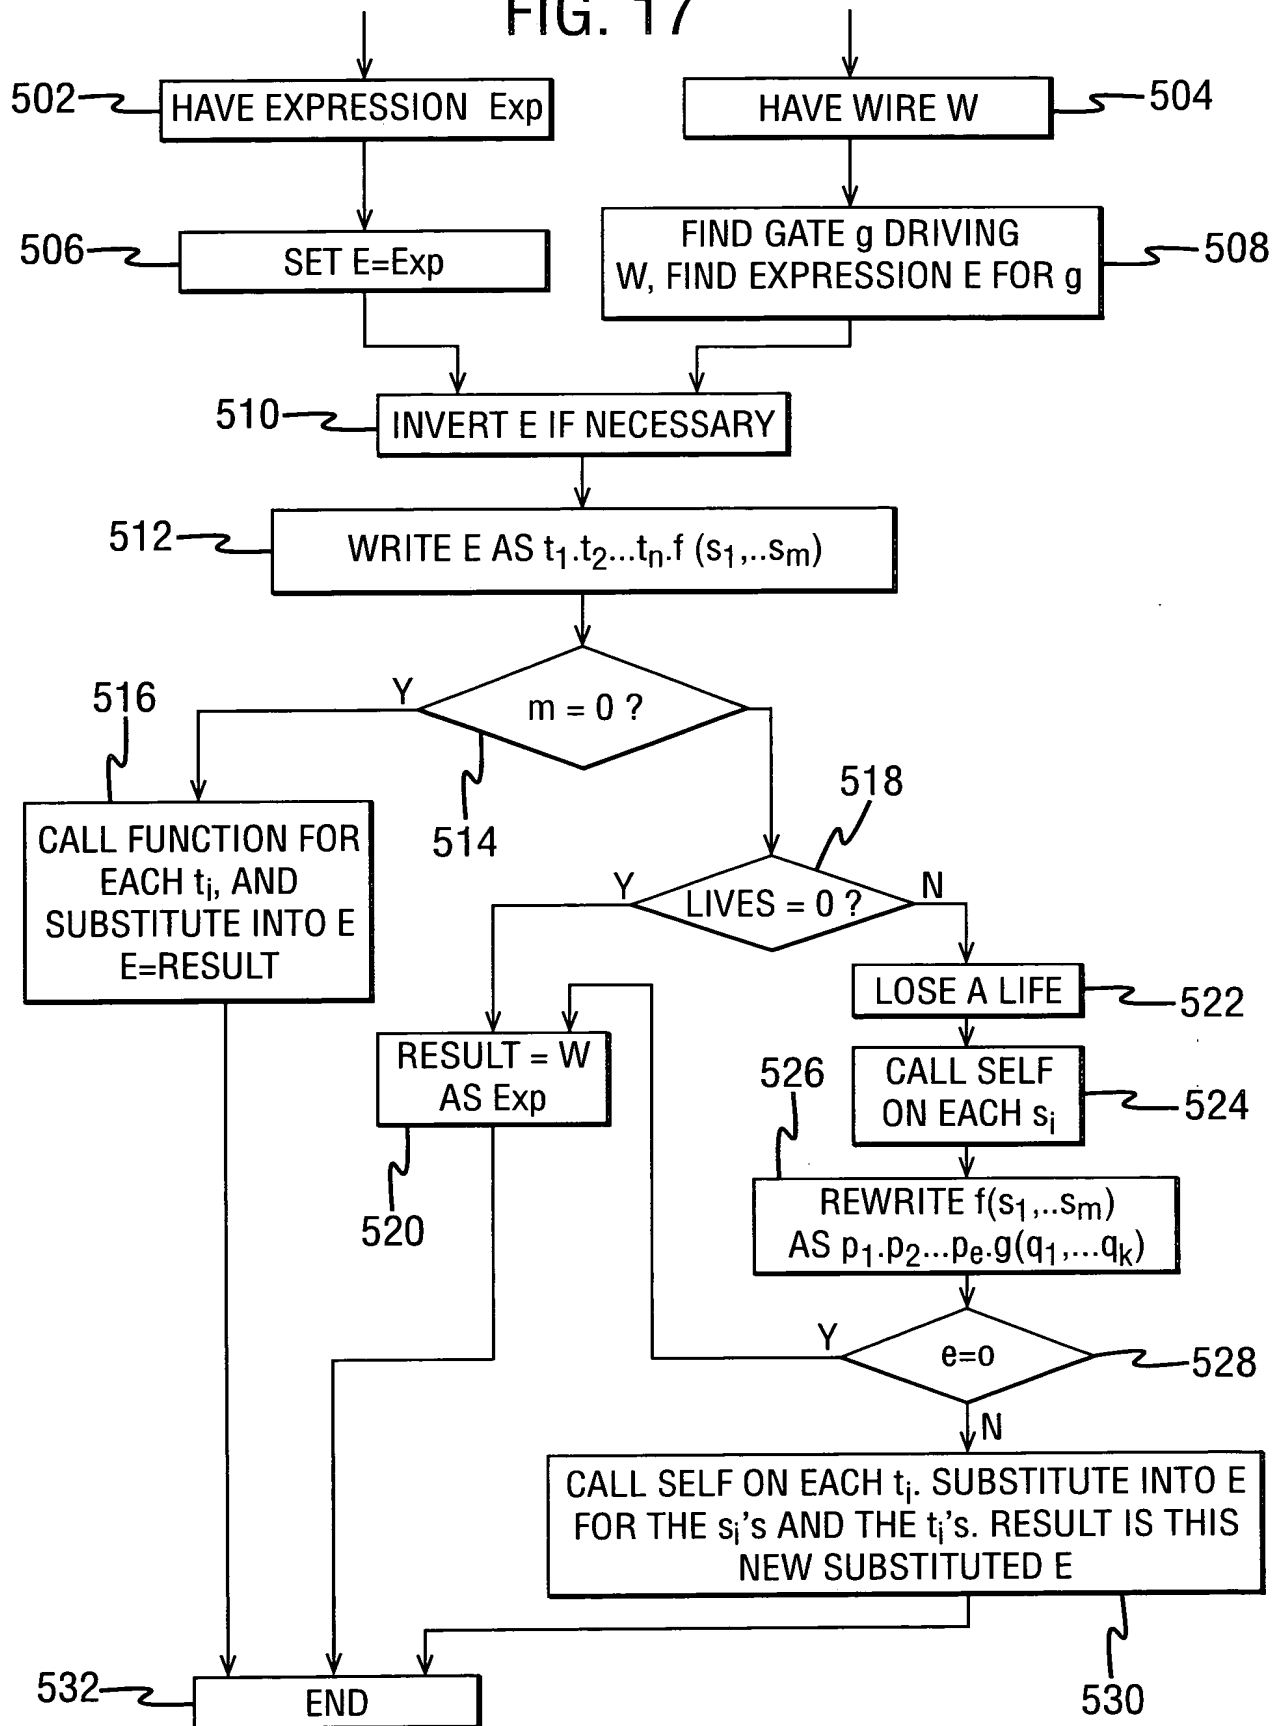 FIG. 17
502
HAVE EXPRESSION Exp
HAVE WIRE W
504
506
SET E=Exp
FIND GATE g DRIVING
W, FIND EXPRESSION E FOR g
508
510
INVERT E IF NECESSARY
512
WRITE E AS t₁.t₂...tₙ.f (s₁,..sₘ)
514
m = 0 ?
Y
516
CALL FUNCTION FOR
EACH tᵢ, AND
SUBSTITUTE INTO E
E=RESULT
518
LIVES = 0 ?
Y
N
LOSE A LIFE
522
RESULT = W
AS Exp
520
CALL SELF
ON EACH sᵢ
524
526
REWRITE f(s₁,..sₘ)
AS p₁.p₂...pₑ.g(q₁,...qₖ)
Y
e=o
528
N
CALL SELF ON EACH tᵢ. SUBSTITUTE INTO E
FOR THE sᵢ's AND THE tᵢ's. RESULT IS THIS
NEW SUBSTITUTED E
530
532
END